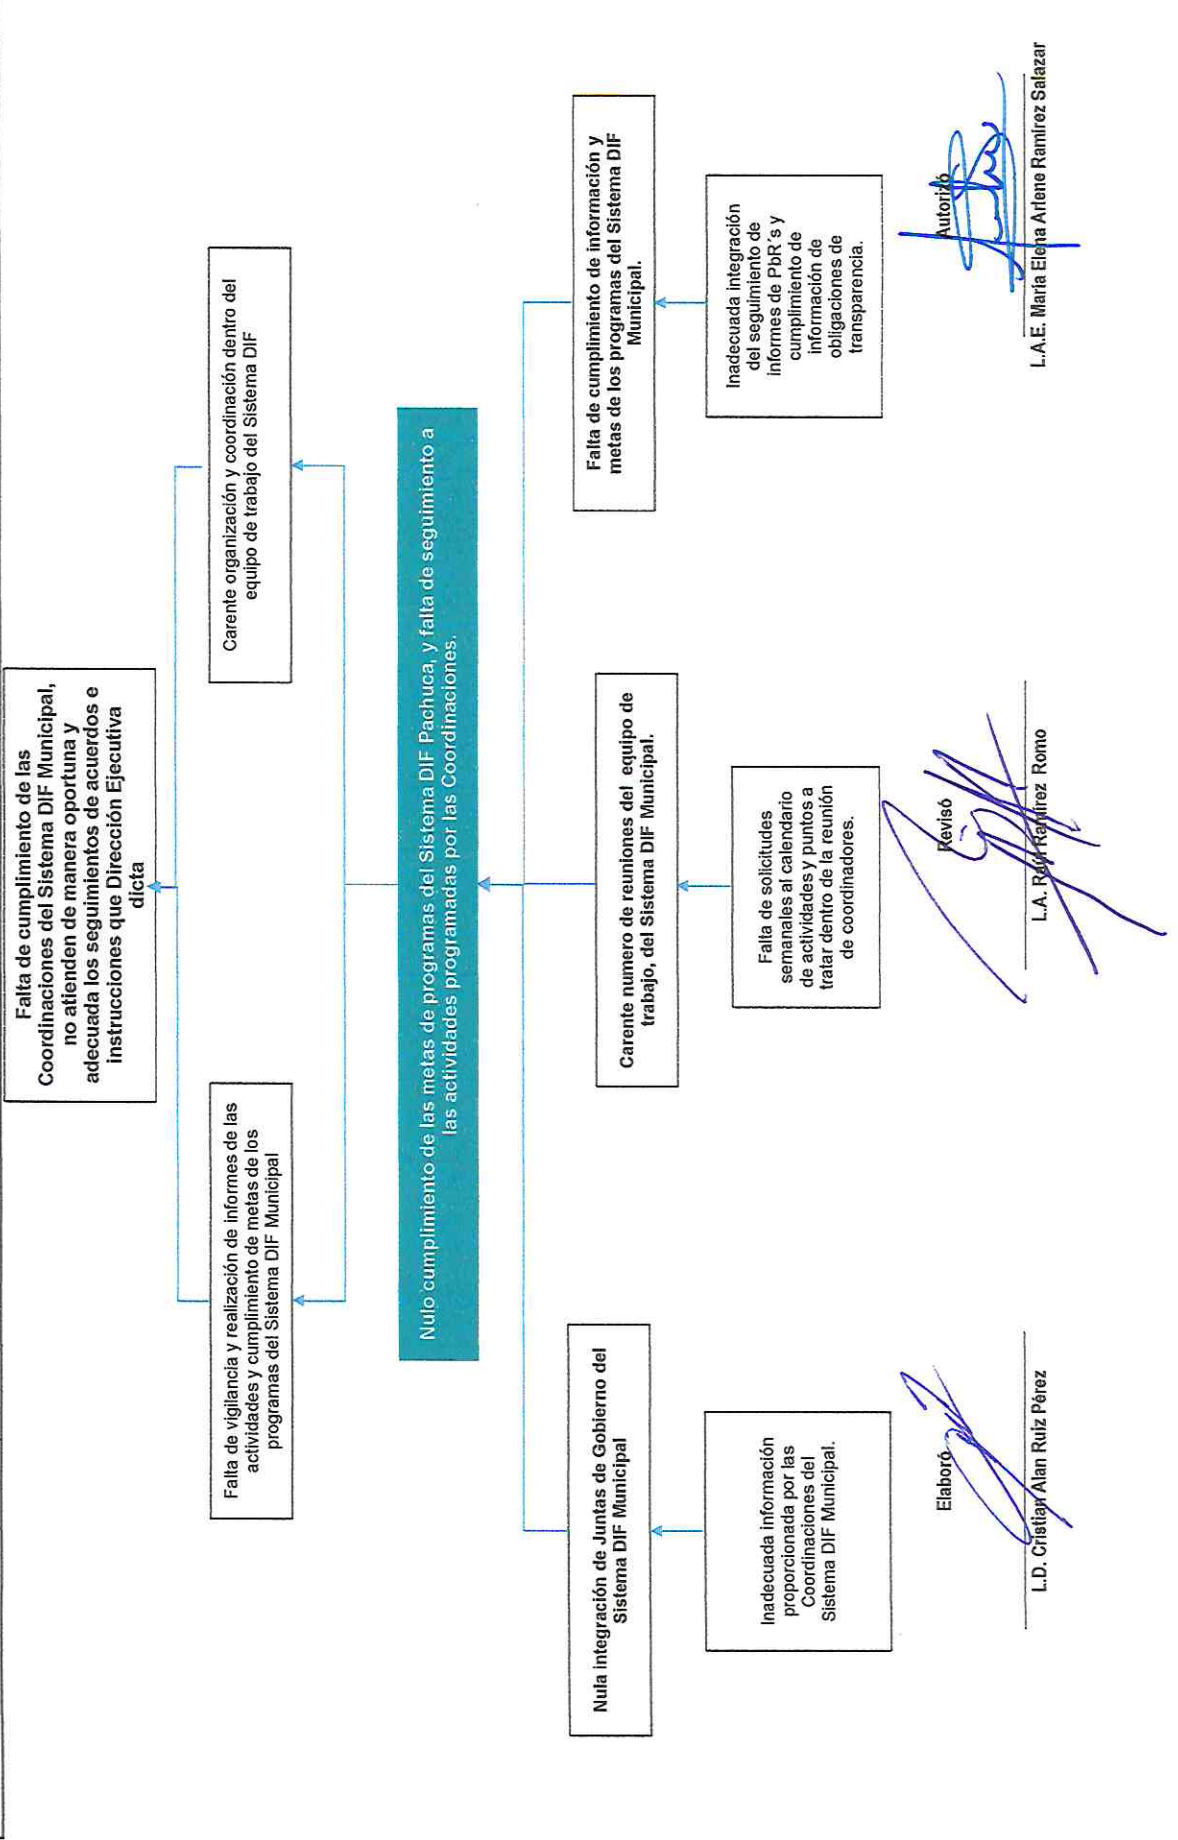 Falta de cumplimiento de las
Coordinaciones del Sistema DIF Municipal,
no atienden de manera oportuna y
adecuada los seguimientos de acuerdos e
instrucciones que Dirección Ejecutiva
dicta
Falta de vigilancia y realización de informes de las
actividades y cumplimiento de metas de los
programas del Sistema DIF Municipal
Carente organización y coordinación dentro del
equipo de trabajo del Sistema DIF
Nulo cumplimiento de las metas de programas del Sistema DIF Pachuca, y falta de seguimiento a
las actividades programadas por las Coordinaciones.
Nula integración de Juntas de Gobierno del
Sistema DIF Municipal
Carente numero de reuniones del equipo de
trabajo, del Sistema DIF Municipal.
Falta de cumplimiento de información y
metas de los programas del Sistema DIF
Municipal.
Inadecuada información
proporcionada por las
Coordinaciones del
Sistema DIF Municipal.
Falta de solicitudes
semanales al calendario
de actividades y puntos a
tratar dentro de la reunión
de coordinadores.
Inadecuada integración
del seguimiento de
informes de PbR´s y
cumplimiento de
información de
obligaciones de
transparencia.
Elaboró
L.D. Cristian Alan Ruiz Pérez
Revisó
L.A. Raúl Ramírez Romo
Autorizó
L.A.E. María Elena Arlene Ramírez Salazar